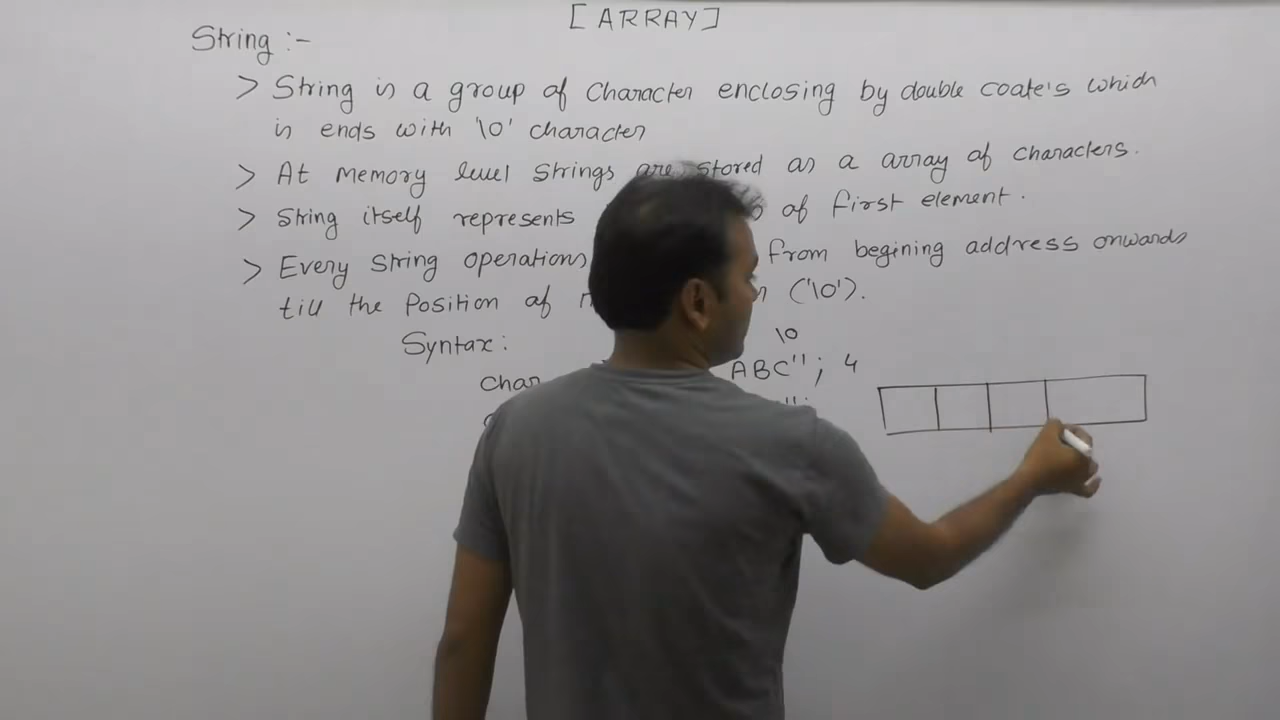 [ARRAY]
String :-
> String is a group of character enclosing by double coate's which
is ends with '\0' character
> At memory level strings are stored as a array of characters.
> String itself represents of first element.
> Every string operations from begining address onwards
till the position of ('\0').
Syntax:
\0
char ABC"; 4
";